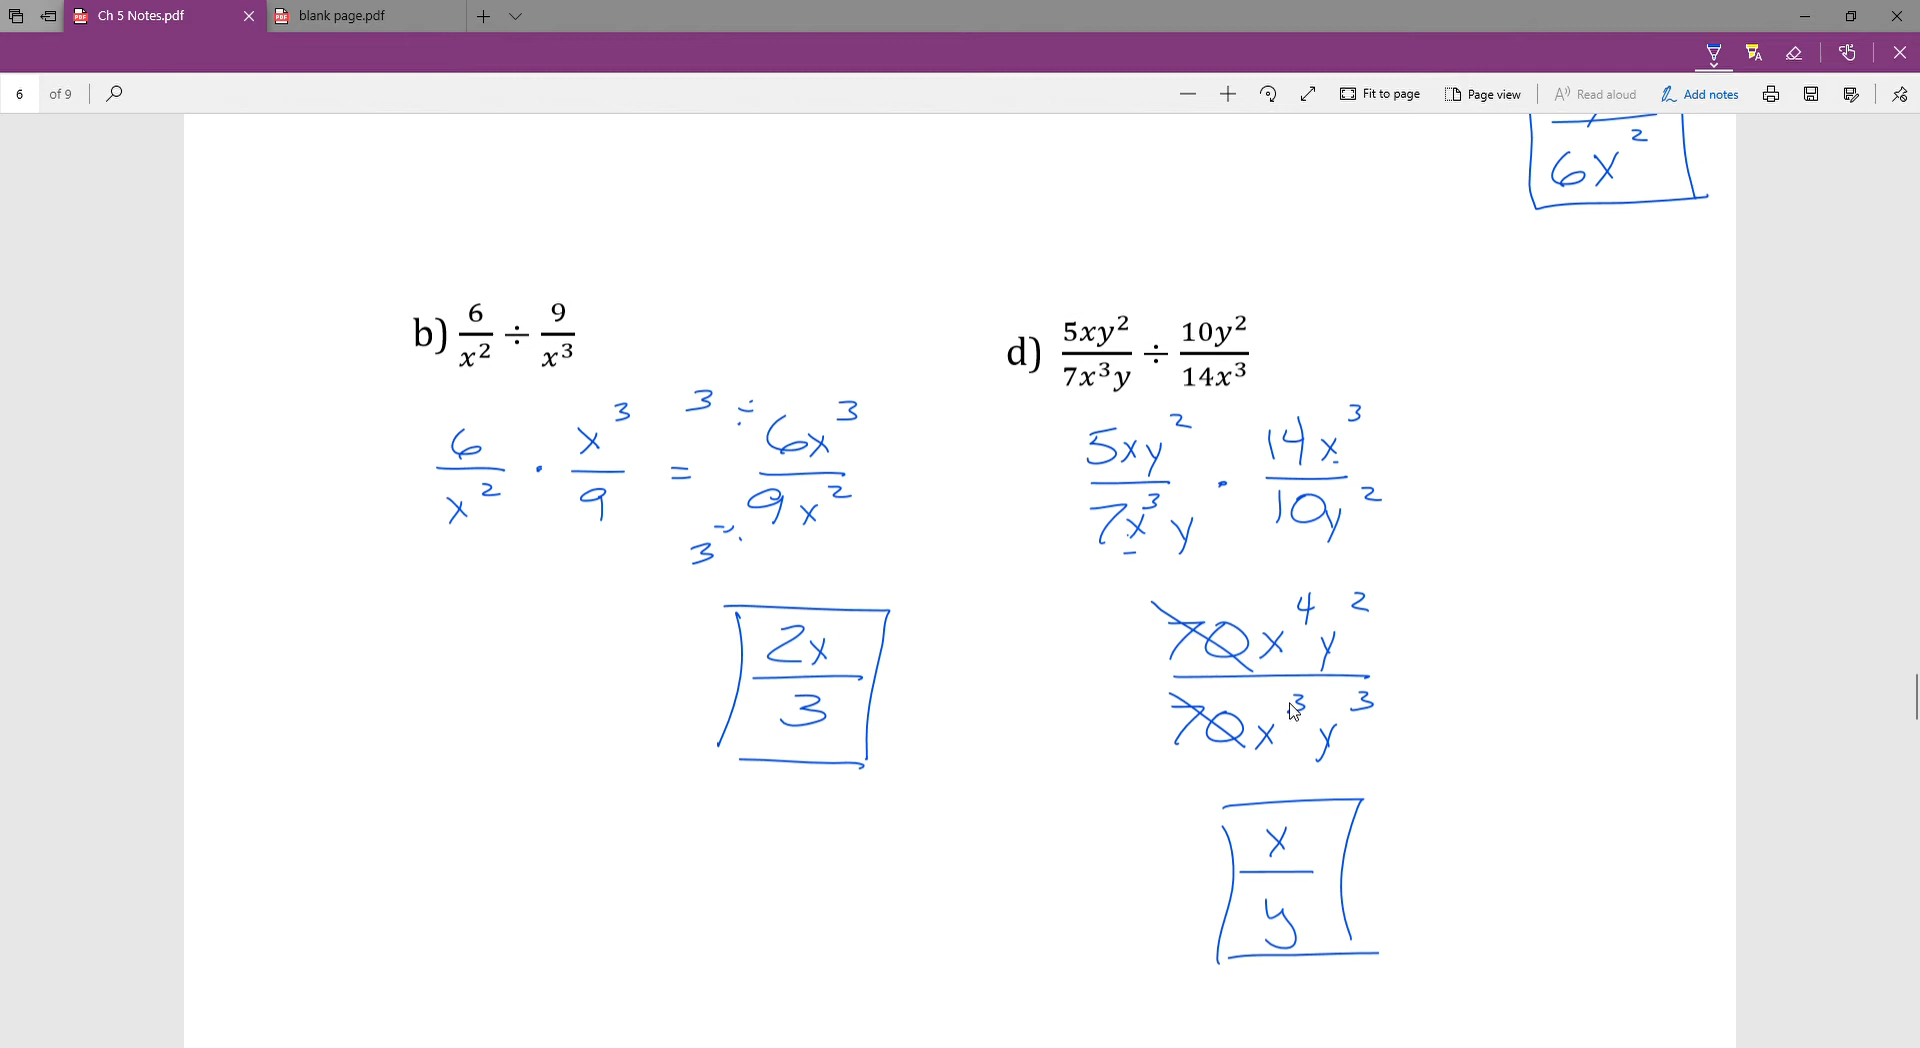 Ch 5 Notes.pdf
blank page.pdf
6 of 9
Fit to page
Page view
Read aloud
Add notes
6x²
b) 6/x² ÷ 9/x³
6/x² · x³/9 = 6x³/9x²
3 ÷
3 ÷
2x/3
d) 5xy²/7x³y ÷ 10y²/14x³
5xy²/7x³y · 14x³/10y²
70x⁴y²/70x³y³
x/y